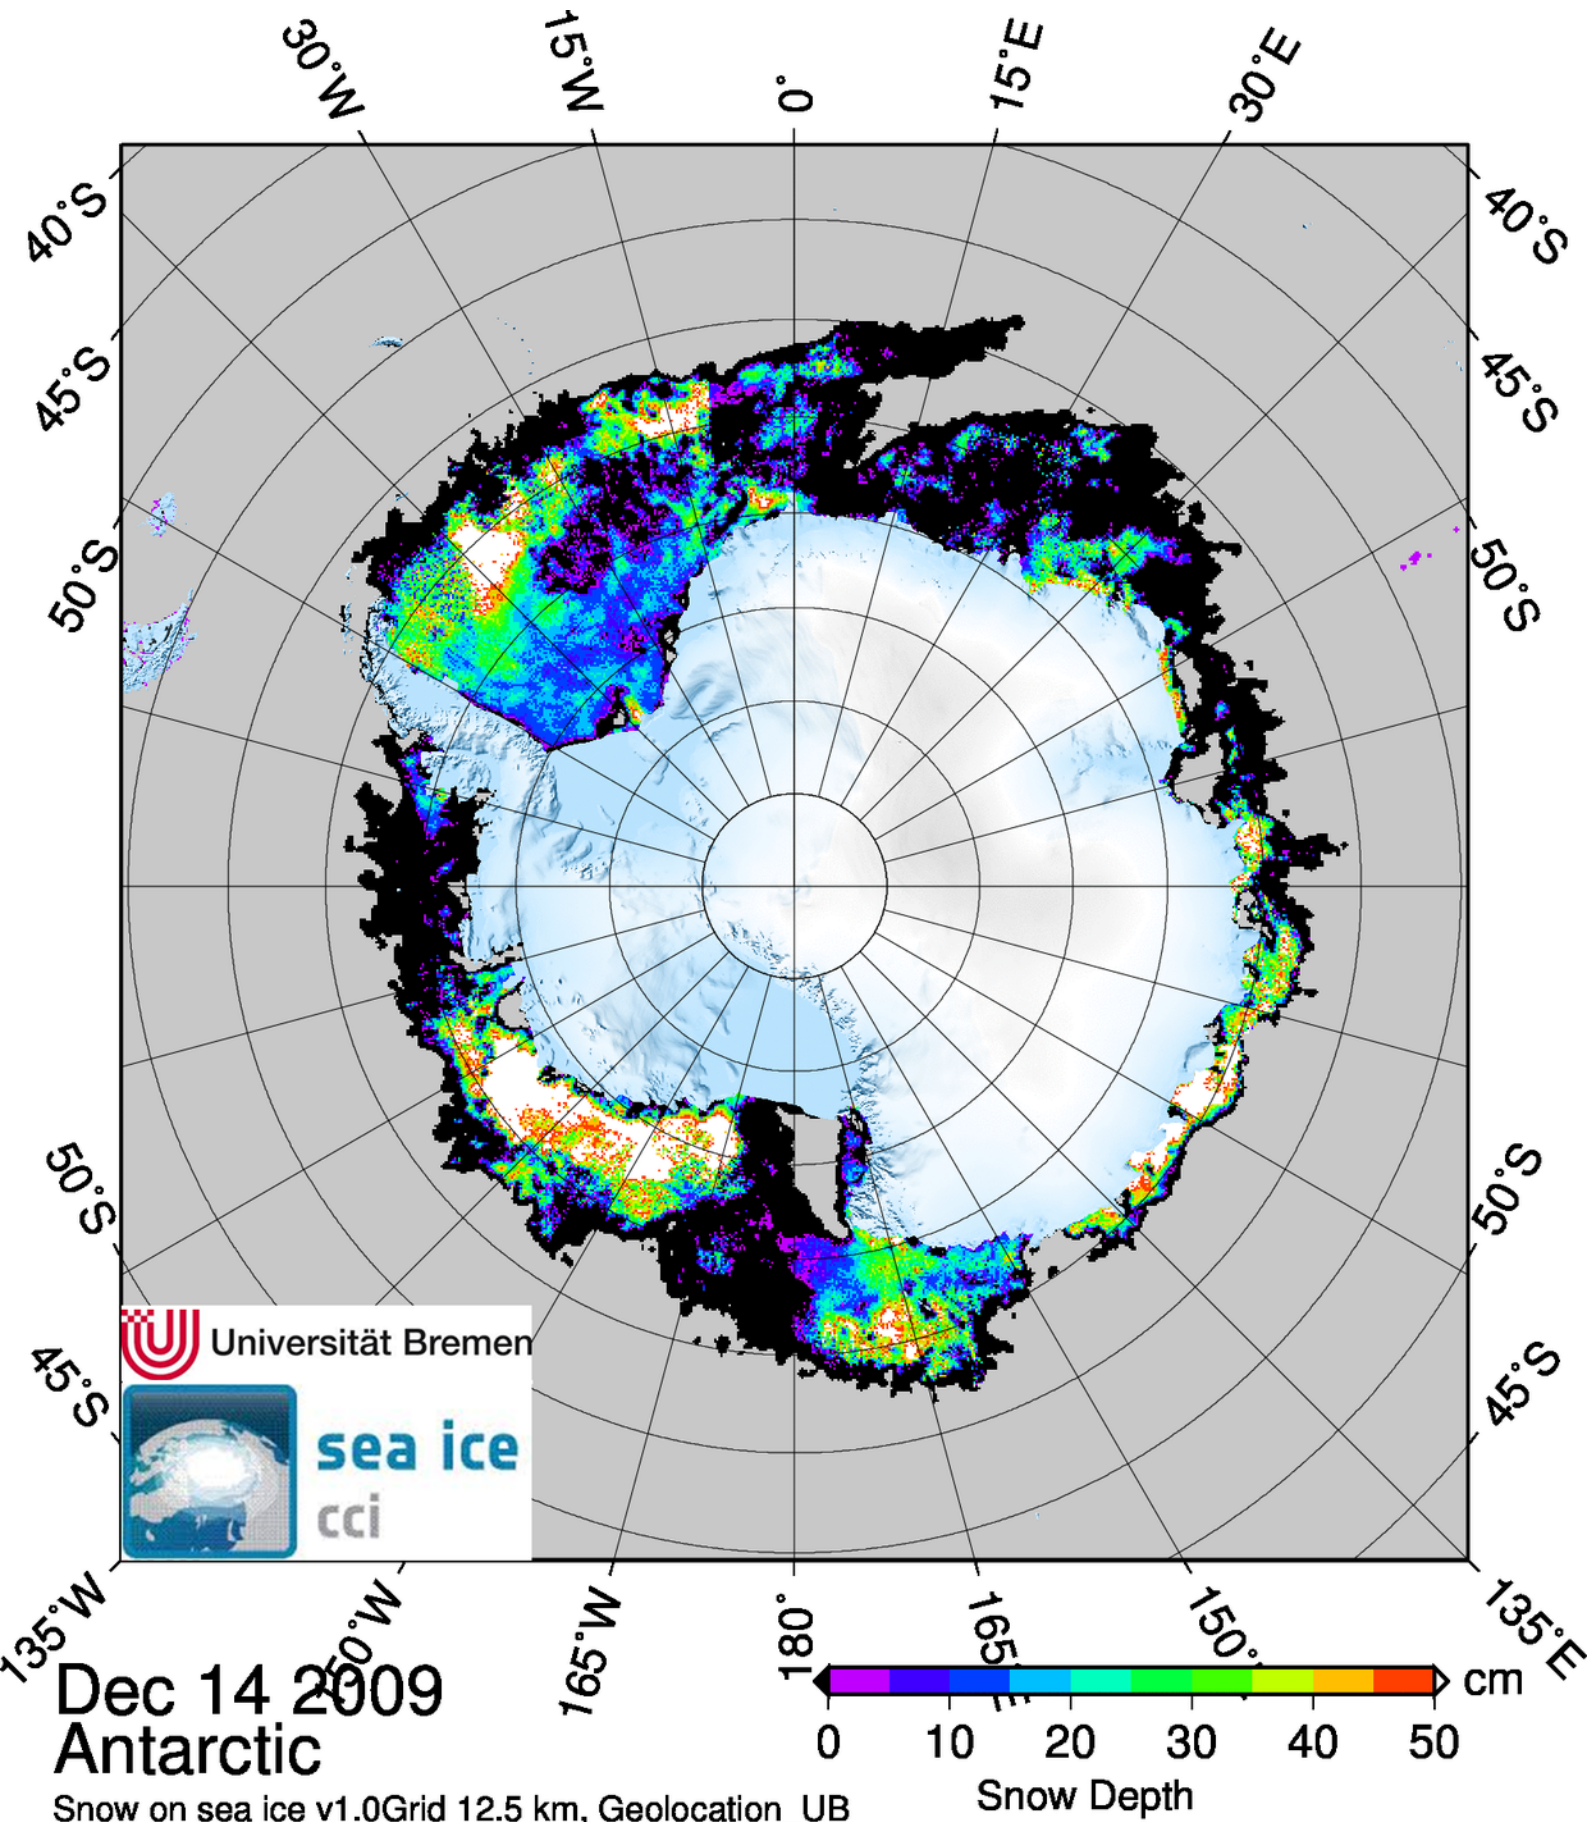 30°W 15°W 0° 15°E 30°E
40°S 40°S
45°S 45°S
50°S 50°S
50°S 50°S
45°S 45°S
Universität Bremen
sea ice
cci
135°W 150°W 165°W 180° 165°E 150° 135°E
Dec 14 2009
Antarctic
Snow on sea ice v1.0Grid 12.5 km, Geolocation UB
cm
0 10 20 30 40 50
Snow Depth